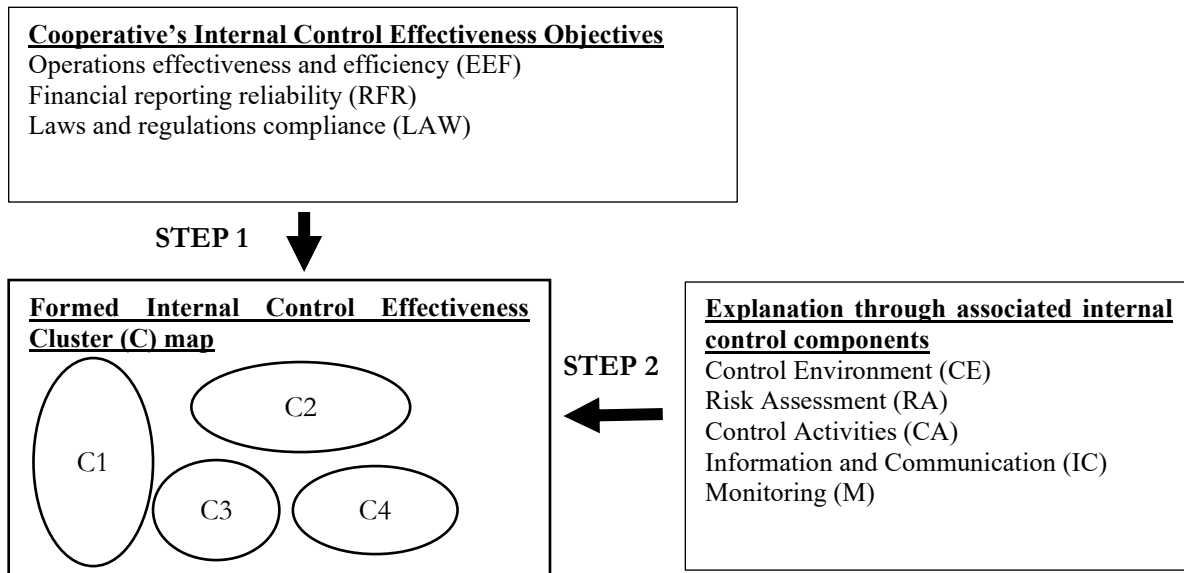 Cooperative’s Internal Control Effectiveness Objectives
Operations effectiveness and efficiency (EEF)
Financial reporting reliability (RFR)
Laws and regulations compliance (LAW)
STEP 1
Formed Internal Control Effectiveness
Cluster (C) map
C1
C2
C3
C4
STEP 2
Explanation through associated internal
control components
Control Environment (CE)
Risk Assessment (RA)
Control Activities (CA)
Information and Communication (IC)
Monitoring (M)